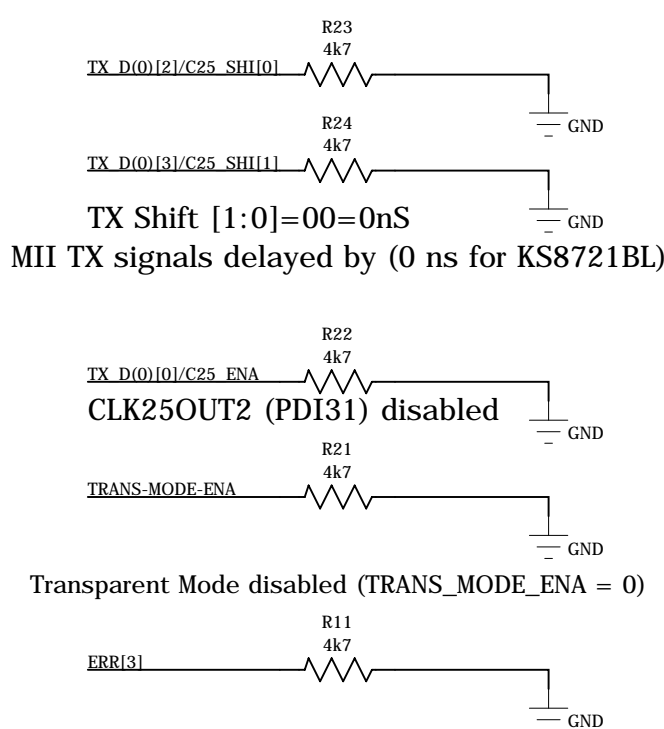 R23
4k7
TX_D(0)[2]/C25_SHI[0]
GND
R24
4k7
TX_D(0)[3]/C25_SHI[1]
GND
TX Shift [1:0]=00=0nS
MII TX signals delayed by (0 ns for KS8721BL)
R22
4k7
TX_D(0)[0]/C25_ENA
CLK25OUT2 (PDI31) disabled
GND
R21
4k7
TRANS-MODE-ENA
GND
Transparent Mode disabled (TRANS_MODE_ENA = 0)
R11
4k7
ERR[3]
GND